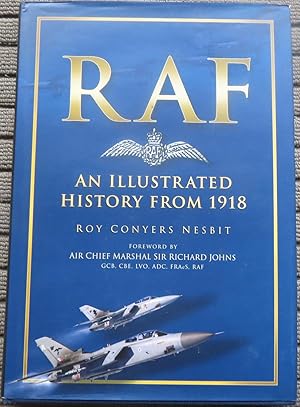 RAF
RAF
AN ILLUSTRATED
HISTORY FROM 1918
ROY CONYERS NESBIT
FOREWORD BY
AIR CHIEF MARSHAL SIR RICHARD JOHNS
GCB, CBE, LVO, ADC, FRAeS, RAF